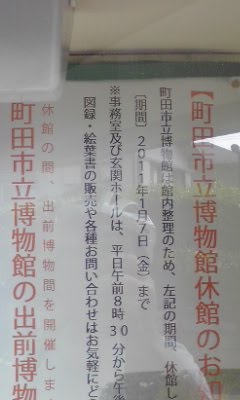 【町田市立博物館休館のお知
町田市立博物館は館内整理のため、左記の期間、休館し
〔期間〕2011年1月7日(金)まで
※事務室及び玄関ホールは、平日午前8時30分から午後
図録・絵葉書の販売や各種お問い合わせはお気軽にど
休館の間、出前博物館を開催しま
町田市立博物館の出前博物